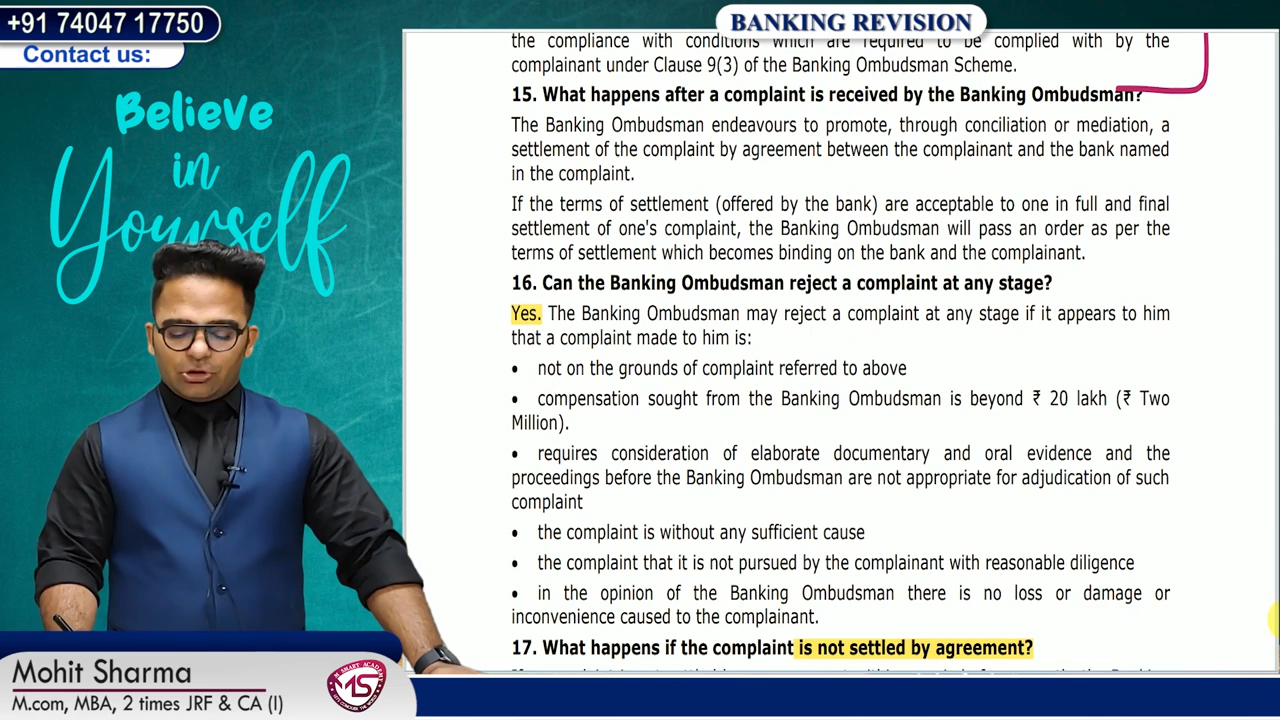 +91 74047 17750
Contact us:
BANKING REVISION
Believe
in
Yourself
the compliance with conditions which are required to be complied with by the
complainant under Clause 9(3) of the Banking Ombudsman Scheme.
15. What happens after a complaint is received by the Banking Ombudsman?
The Banking Ombudsman endeavours to promote, through conciliation or mediation, a
settlement of the complaint by agreement between the complainant and the bank named
in the complaint.
If the terms of settlement (offered by the bank) are acceptable to one in full and final
settlement of one's complaint, the Banking Ombudsman will pass an order as per the
terms of settlement which becomes binding on the bank and the complainant.
16. Can the Banking Ombudsman reject a complaint at any stage?
Yes. The Banking Ombudsman may reject a complaint at any stage if it appears to him
that a complaint made to him is:
• not on the grounds of complaint referred to above
• compensation sought from the Banking Ombudsman is beyond ₹ 20 lakh (₹ Two
Million).
• requires consideration of elaborate documentary and oral evidence and the
proceedings before the Banking Ombudsman are not appropriate for adjudication of such
complaint
• the complaint is without any sufficient cause
• the complaint that it is not pursued by the complainant with reasonable diligence
• in the opinion of the Banking Ombudsman there is no loss or damage or
inconvenience caused to the complainant.
17. What happens if the complaint is not settled by agreement?
Mohit Sharma
M.com, MBA, 2 times JRF & CA (I)
MS